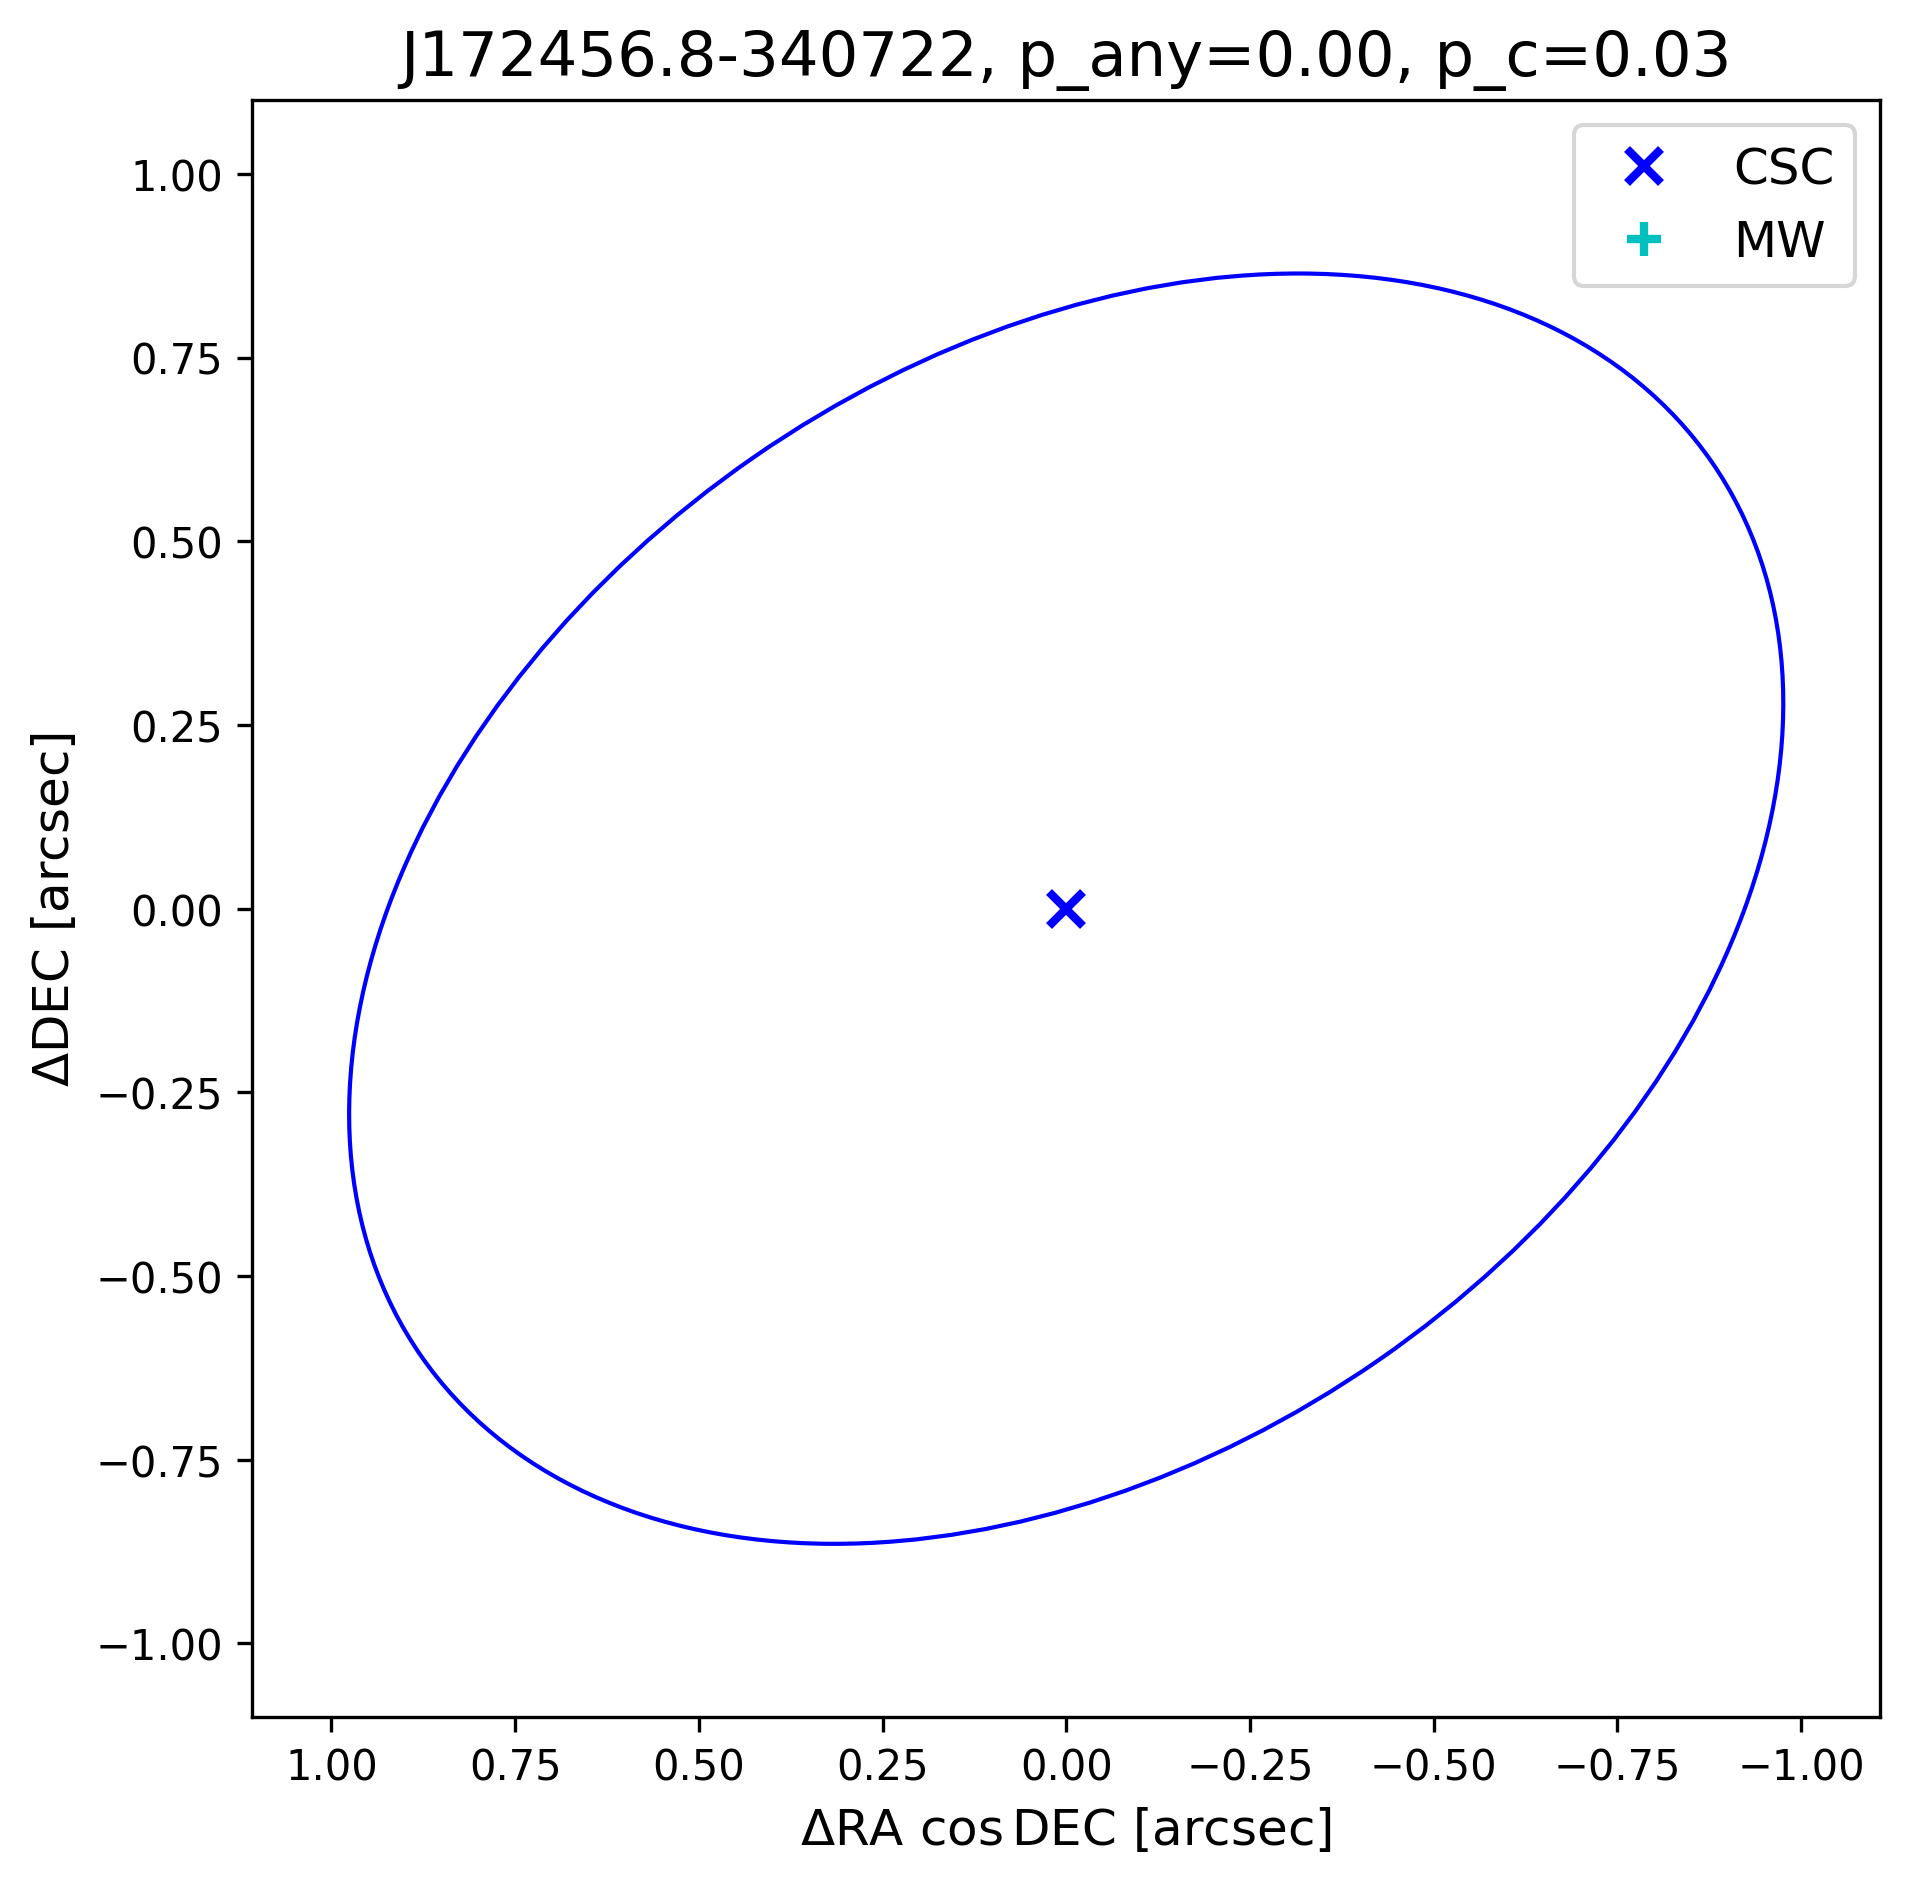 J172456.8-340722, p_any=0.00, p_c=0.03
CSC
MW
1.00
0.75
0.50
0.25
0.00
−0.25
−0.50
−0.75
−1.00
ΔDEC [arcsec]
1.00 0.75 0.50 0.25 0.00 −0.25 −0.50 −0.75 −1.00
ΔRA cos DEC [arcsec]